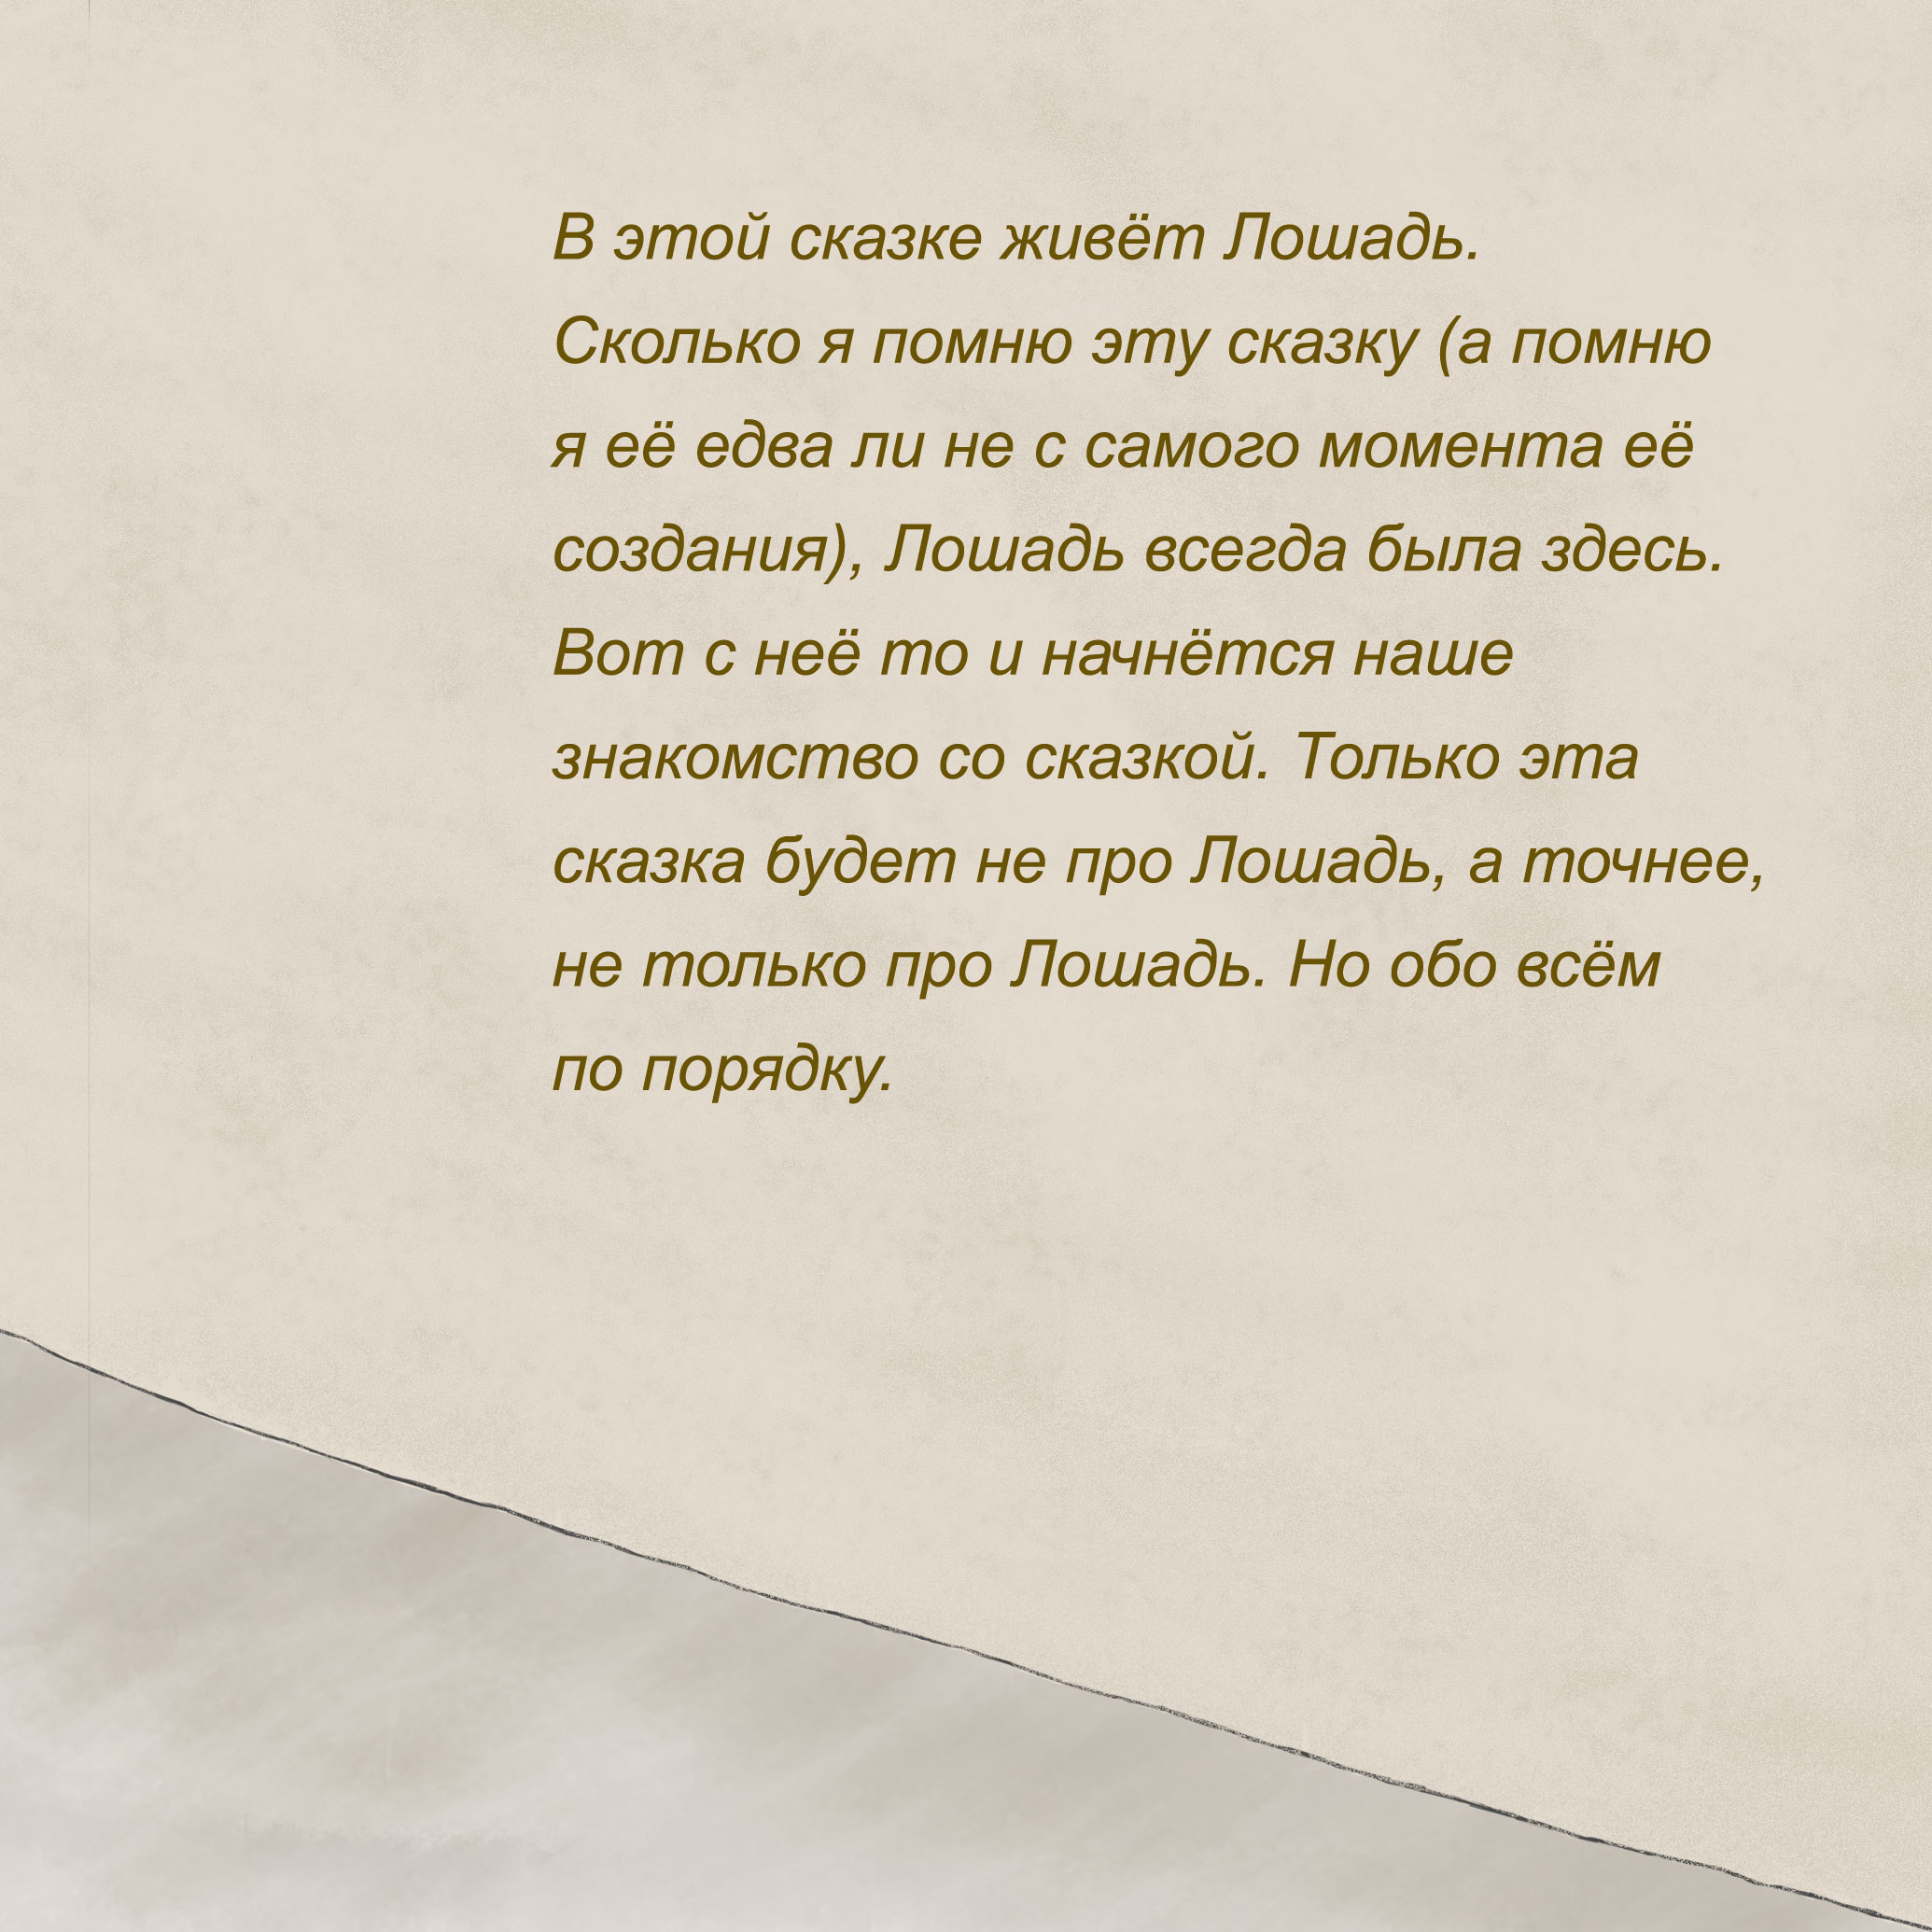 В этой сказке живёт Лошадь.
Сколько я помню эту сказку (а помню
я её едва ли не с самого момента её
создания), Лошадь всегда была здесь.
Вот с неё то и начнётся наше
знакомство со сказкой. Только эта
сказка будет не про Лошадь, а точнее,
не только про Лошадь. Но обо всём
по порядку.